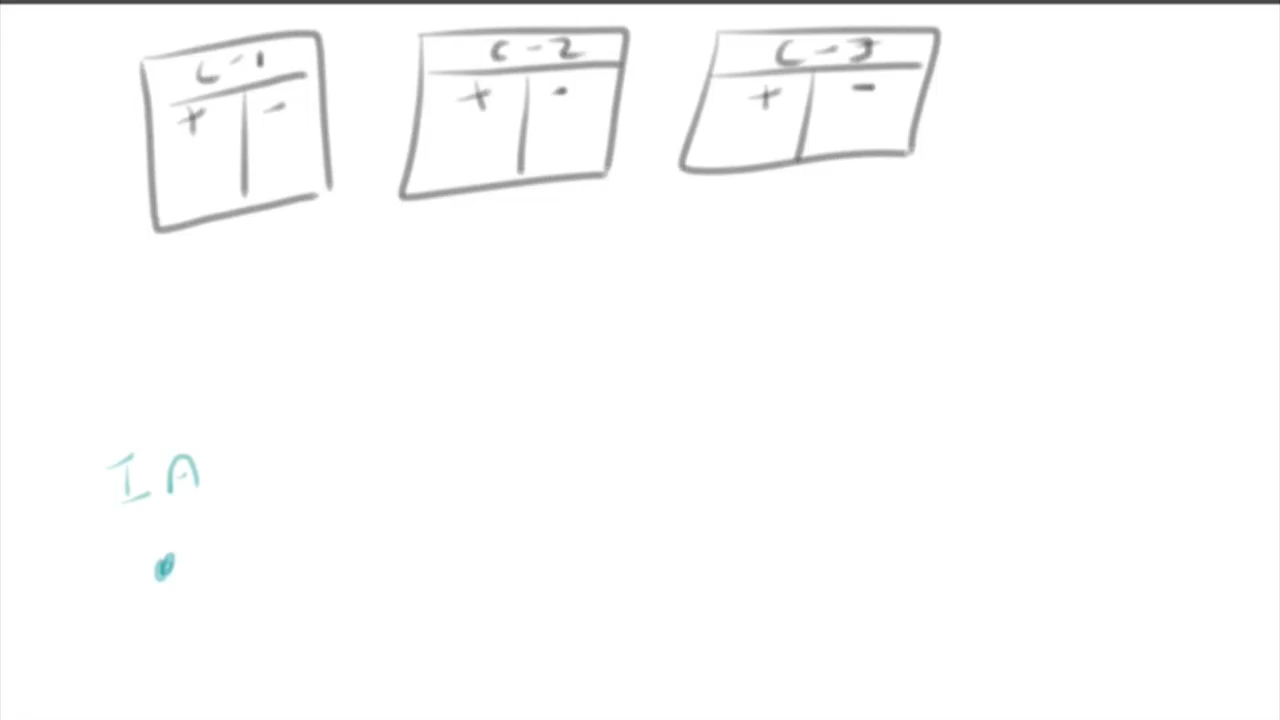 C-1
+ -
C-2
+ -
C-3
+ -
IA